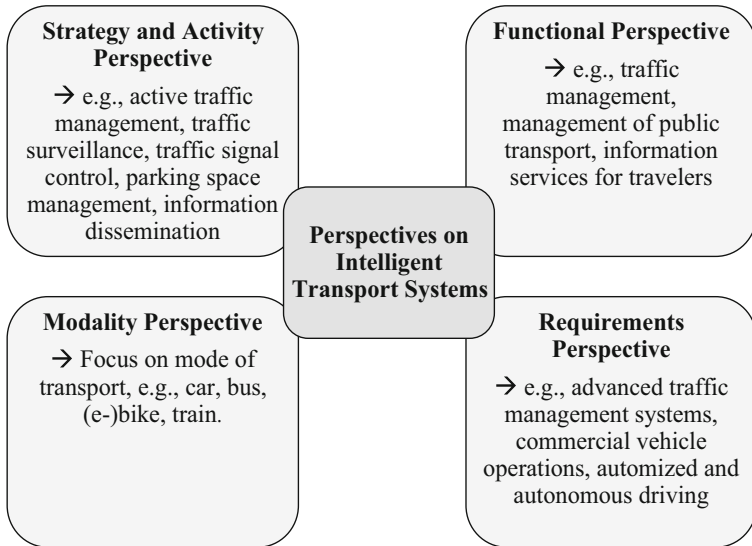 Strategy and Activity
Perspective
→ e.g., active traffic
management, traffic
surveillance, traffic signal
control, parking space
management, information
dissemination
Functional Perspective
→ e.g., traffic
management,
management of public
transport, information
services for travelers
Perspectives on
Intelligent
Transport Systems
Modality Perspective
→ Focus on mode of
transport, e.g., car, bus,
(e-)bike, train.
Requirements
Perspective
→ e.g., advanced traffic
management systems,
commercial vehicle
operations, automized and
autonomous driving